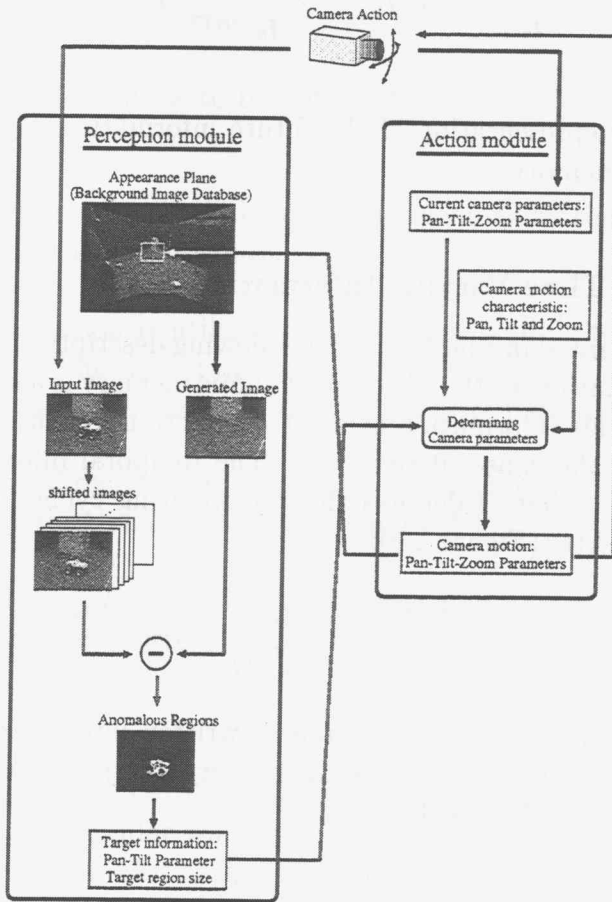 Camera Action
Perception module
Appearance Plane
(Background Image Database)
Input Image
Generated Image
shifted images
Anomalous Regions
Target information:
Pan-Tilt Parameter
Target region size
Action module
Current camera parameters:
Pan-Tilt-Zoom Parameters
Camera motion
characteristic:
Pan, Tilt and Zoom
Determining
Camera parameters
Camera motion:
Pan-Tilt-Zoom Parameters